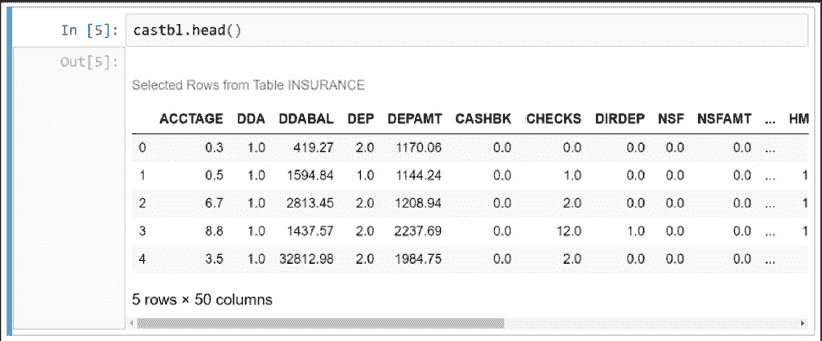 In [5]: castbl.head()
Out[5]:
Selected Rows from Table INSURANCE
ACCTAGE DDA DDABAL DEP DEPAMT CASHBK CHECKS DIRDEP NSF NSFAMT ... HM
0 0.3 1.0 419.27 2.0 1170.06 0.0 0.0 0.0 0.0 0.0 ...
1 0.5 1.0 1594.84 1.0 1144.24 0.0 1.0 0.0 0.0 0.0 ... 1
2 6.7 1.0 2813.45 2.0 1208.94 0.0 2.0 0.0 0.0 0.0 ... 1
3 8.8 1.0 1437.57 2.0 2237.69 0.0 12.0 1.0 0.0 0.0 ... 1
4 3.5 1.0 32812.98 2.0 1984.75 0.0 2.0 0.0 0.0 0.0 ...
5 rows × 50 columns